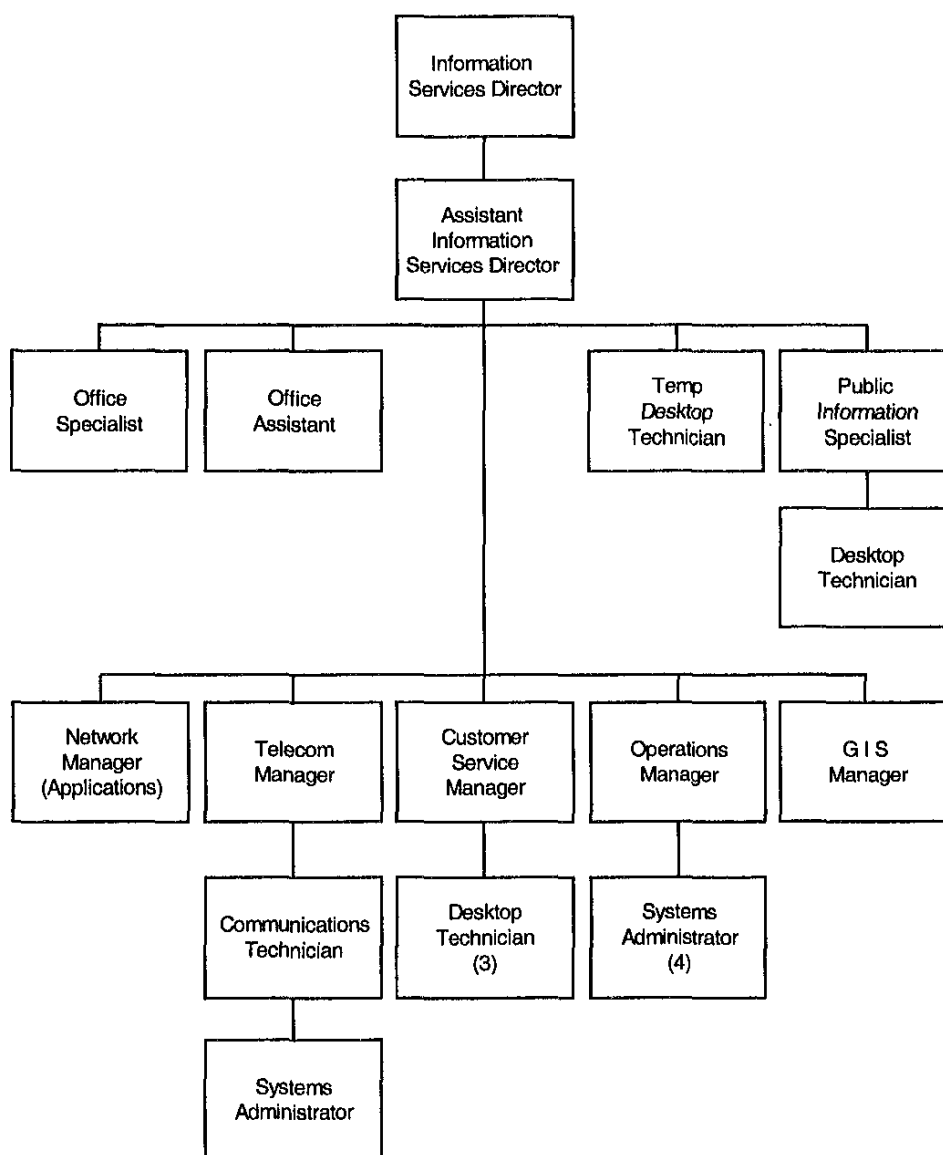 Information
Services Director
Assistant
Information
Services Director
Office
Specialist
Office
Assistant
Temp
Desktop
Technician
Public
Information
Specialist
Desktop
Technician
Network
Manager
(Applications)
Telecom
Manager
Customer
Service
Manager
Operations
Manager
G I S
Manager
Communications
Technician
Desktop
Technician
(3)
Systems
Administrator
(4)
Systems
Administrator